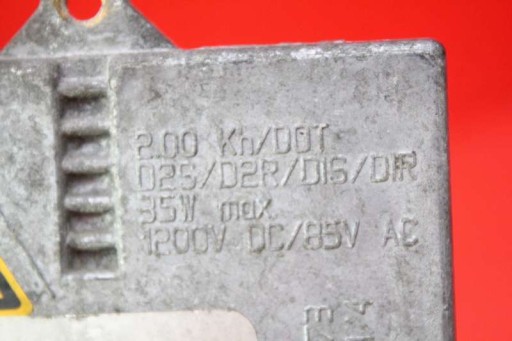 2.00 Kh/DOT
D2S/D2R/D1S/D1R
35W max.
1200V DC/85V AC